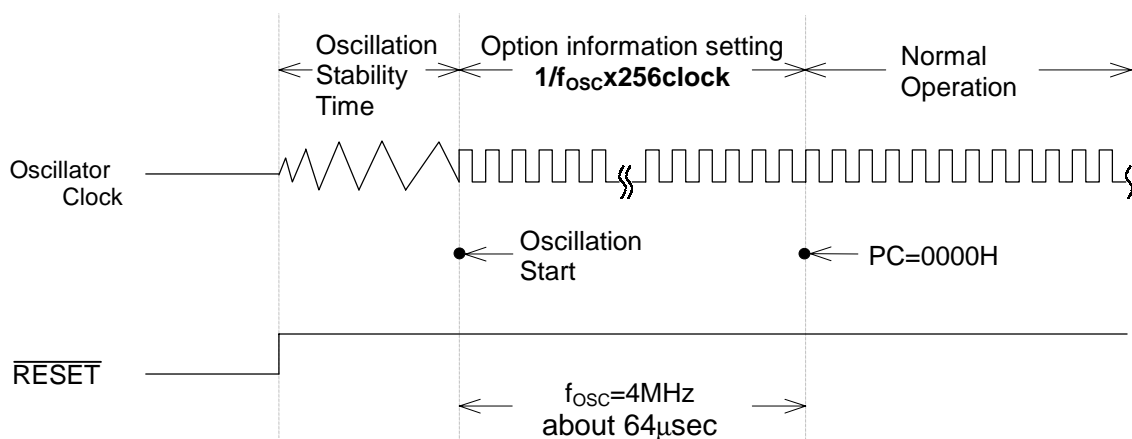 Oscillation
Stability
Time
Option information setting
1/fOSCx256clock
Normal
Operation
Oscillator
Clock
Oscillation
Start
PC=0000H
RESET
fOSC=4MHz
about 64μsec